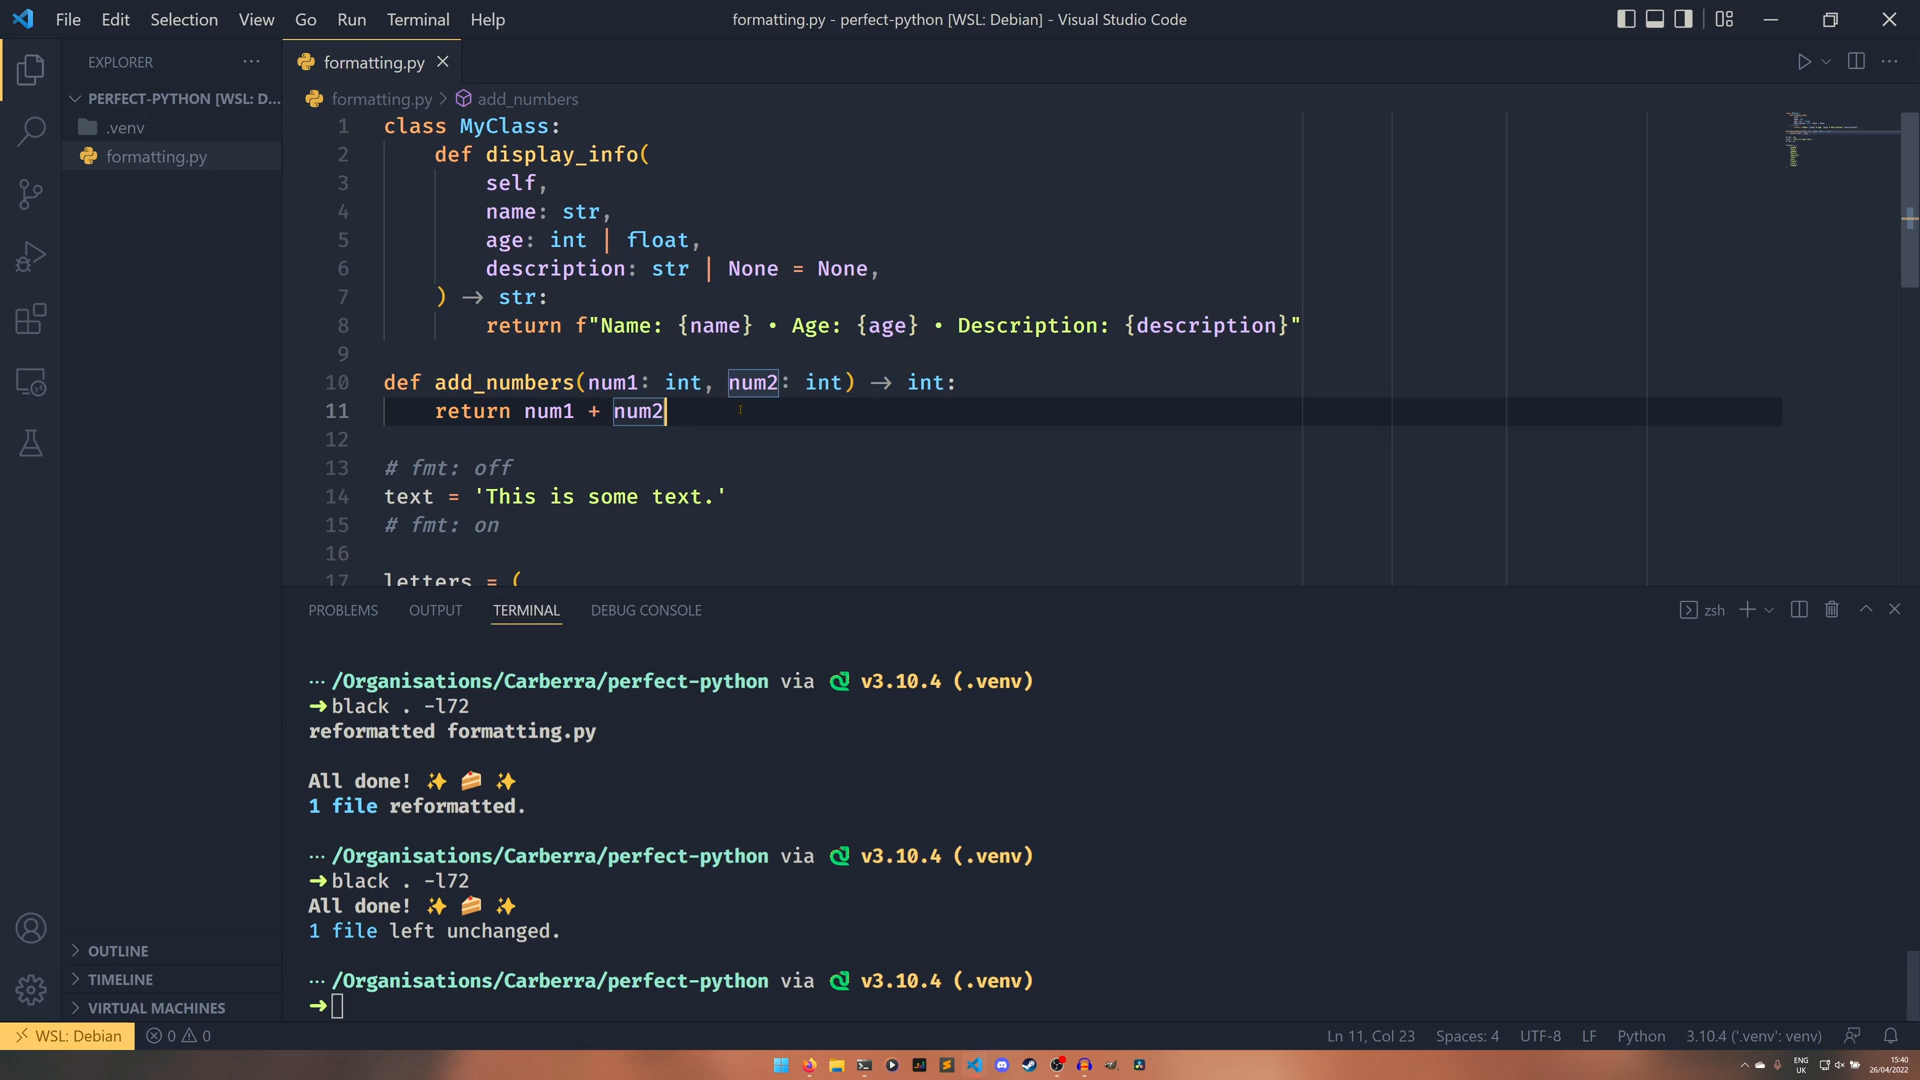 File Edit Selection View Go Run Terminal Help
formatting.py - perfect-python [WSL: Debian] - Visual Studio Code
EXPLORER
PERFECT-PYTHON [WSL: D...
.venv
formatting.py
OUTLINE
TIMELINE
VIRTUAL MACHINES
formatting.py
formatting.py > add_numbers
1 class MyClass:
2 def display_info(
3 self,
4 name: str,
5 age: int | float,
6 description: str | None = None,
7 ) -> str:
8 return f"Name: {name} • Age: {age} • Description: {description}"
9
10 def add_numbers(num1: int, num2: int) -> int:
11 return num1 + num2
12
13 # fmt: off
14 text = 'This is some text.'
15 # fmt: on
16
17 letters = (
PROBLEMS OUTPUT TERMINAL DEBUG CONSOLE
zsh
··· /Organisations/Carberra/perfect-python via v3.10.4 (.venv)
➜ black . -l72
reformatted formatting.py
All done! ✨ 🍰 ✨
1 file reformatted.
··· /Organisations/Carberra/perfect-python via v3.10.4 (.venv)
➜ black . -l72
All done! ✨ 🍰 ✨
1 file left unchanged.
··· /Organisations/Carberra/perfect-python via v3.10.4 (.venv)
➜
WSL: Debian 0 0
Ln 11, Col 23 Spaces: 4 UTF-8 LF Python 3.10.4 ('.venv': venv)
ENG
UK
15:40
26/04/2022